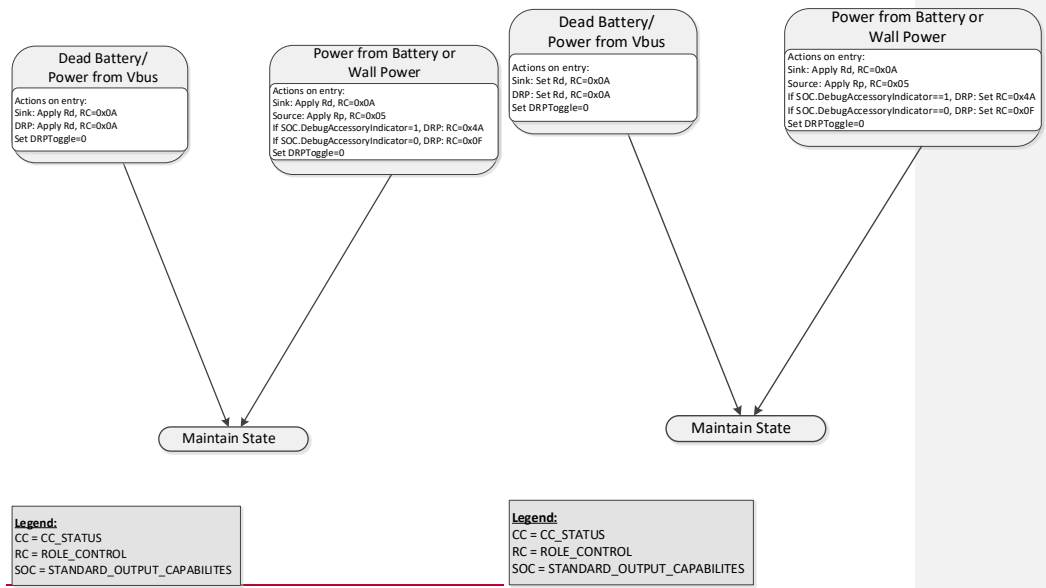 Dead Battery/
Power from Vbus
Actions on entry:
Sink: Apply Rd, RC=0x0A
DRP: Apply Rd, RC=0x0A
Set DRPToggle=0
Power from Battery or
Wall Power
Actions on entry:
Sink: Apply Rd, RC=0x0A
Source: Apply Rp, RC=0x05
If SOC.DebugAccessoryIndicator=1, DRP: RC=0x4A
If SOC.DebugAccessoryIndicator=0, DRP: RC=0x0F
Set DRPToggle=0
Maintain State
Legend:
CC = CC_STATUS
RC = ROLE_CONTROL
SOC = STANDARD_OUTPUT_CAPABILITES
Dead Battery/
Power from Vbus
Actions on entry:
Sink: Set Rd, RC=0x0A
DRP: Set Rd, RC=0x0A
Set DRPToggle=0
Power from Battery or
Wall Power
Actions on entry:
Sink: Apply Rd, RC=0x0A
Source: Apply Rp, RC=0x05
If SOC.DebugAccessoryIndicator==1, DRP: Set RC=0x4A
If SOC.DebugAccessoryIndicator==0, DRP: Set RC=0x0F
Set DRPToggle=0
Maintain State
Legend:
CC = CC_STATUS
RC = ROLE_CONTROL
SOC = STANDARD_OUTPUT_CAPABILITES